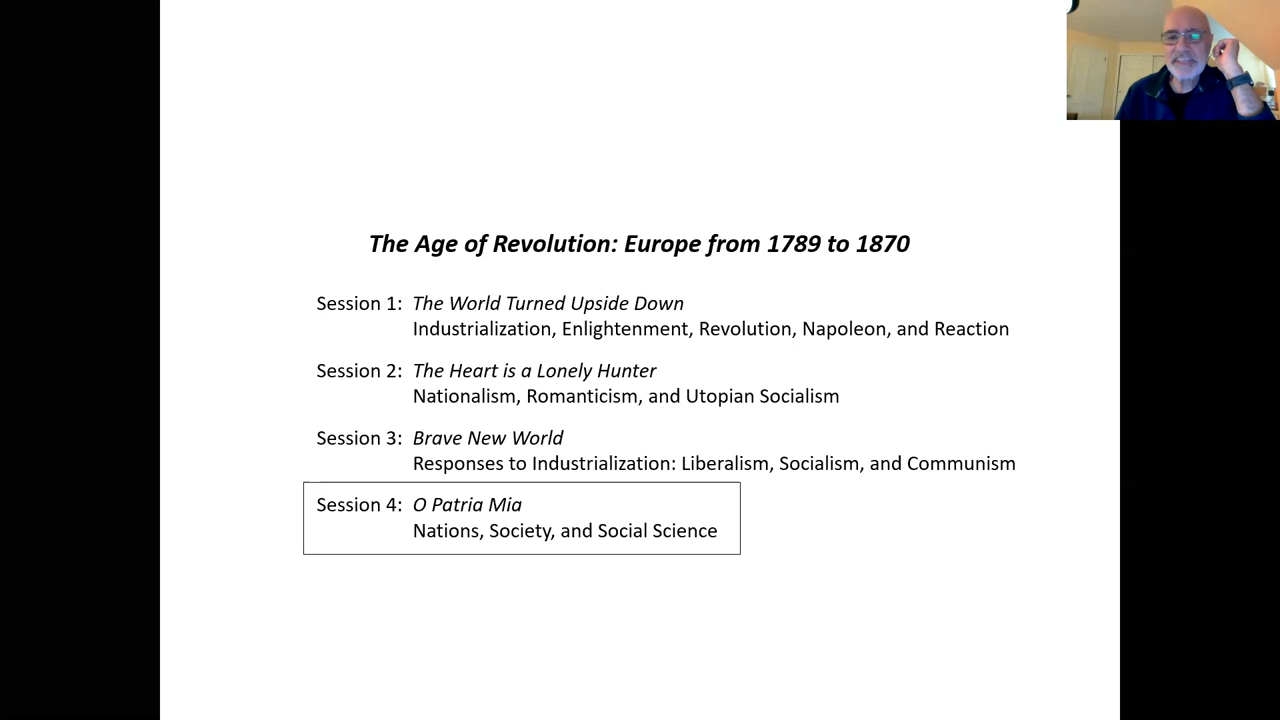 The Age of Revolution: Europe from 1789 to 1870
Session 1: The World Turned Upside Down
Industrialization, Enlightenment, Revolution, Napoleon, and Reaction
Session 2: The Heart is a Lonely Hunter
Nationalism, Romanticism, and Utopian Socialism
Session 3: Brave New World
Responses to Industrialization: Liberalism, Socialism, and Communism
Session 4: O Patria Mia
Nations, Society, and Social Science